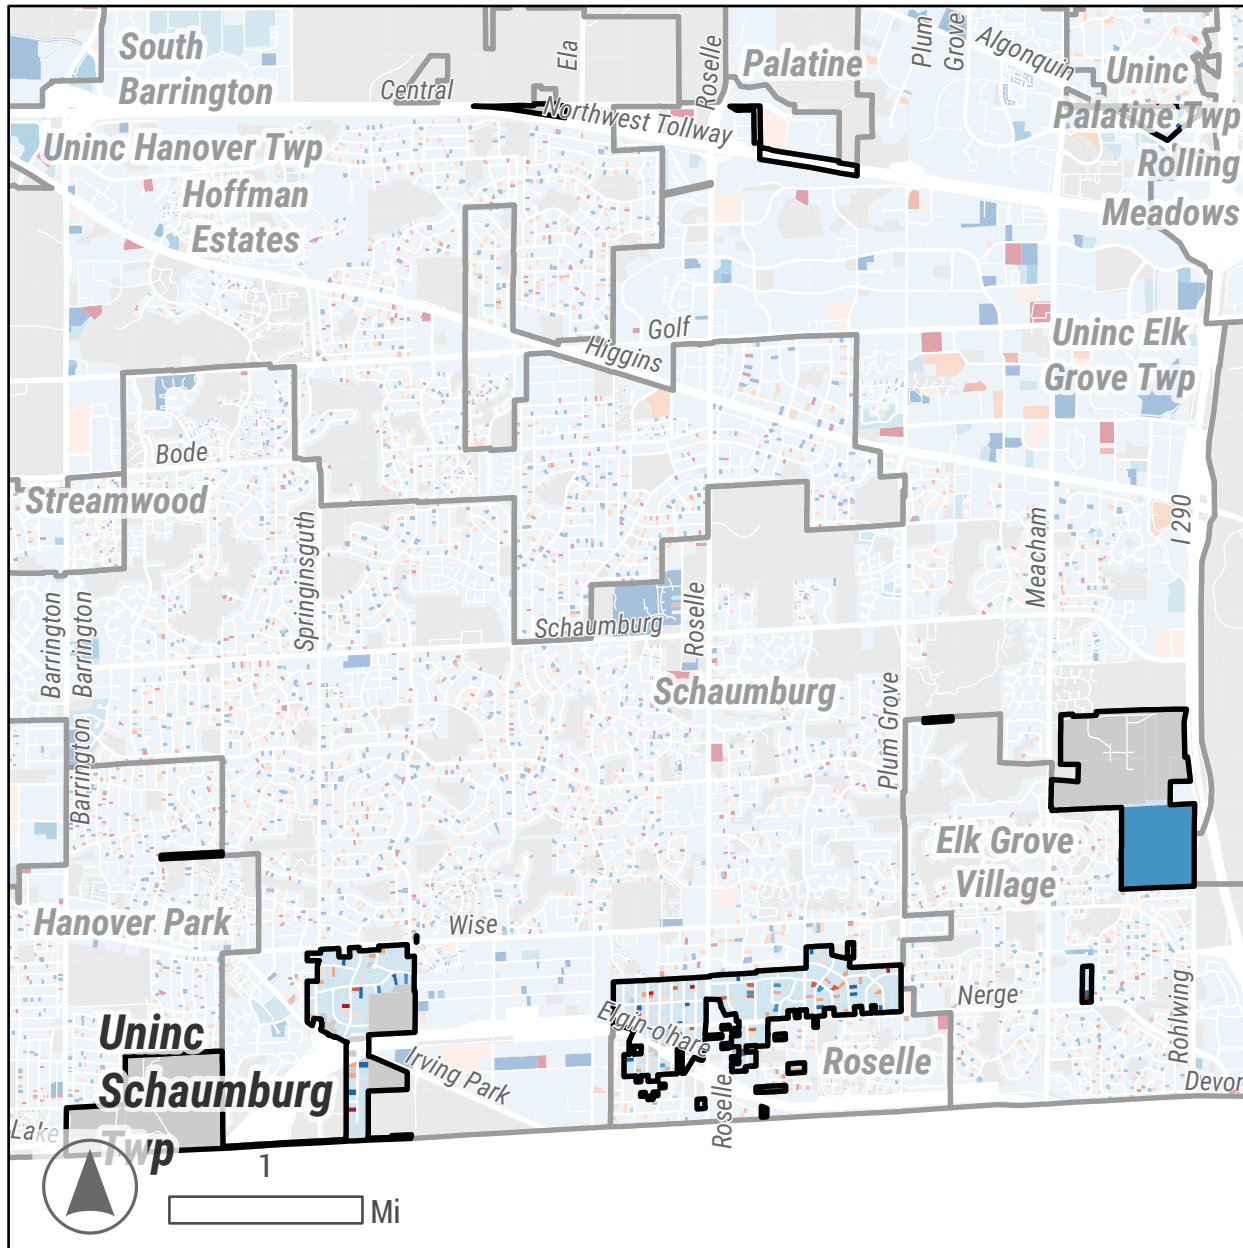 South
Barrington
Central
Ela
Roselle
Palatine
Plum
Grove
Algonquin
Uninc
Palatine Twp
Northwest Tollway
Uninc Hanover Twp
Hoffman
Estates
Rolling
Meadows
Golf
Higgins
Uninc Elk
Grove Twp
Bode
Streamwood
Springinsguth
Meacham
I 290
Barrington
Barrington
Schaumburg
Roselle
Schaumburg
Plum Grove
Barrington
Elk Grove
Village
Hanover Park
Wise
Nerge
Rohlwing
Elgin-o'hare
Uninc
Schaumburg
Twp
Irving Park
Roselle
Roselle
Devon
Lake
1
Mi